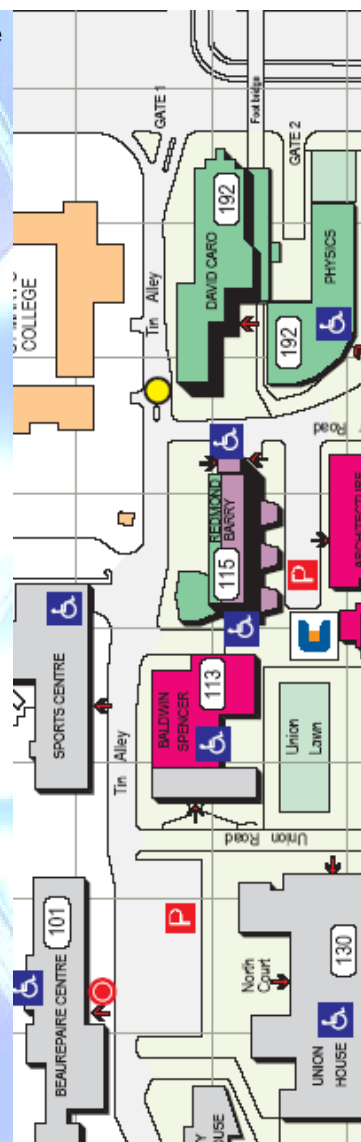 GATE 1
Foot bridge
GATE 2
COLLEGE
Tin Alley
DAVID CARO
192
PHYSICS
192
Road
REDMOND
BARRY
115
ARCHITECTURE
P
SPORTS CENTRE
Tin Alley
BALDWIN
SPENCER
113
Union
Lawn
Union Road
BEAUREPAIRE CENTRE
101
P
North
Court
130
UNION
HOUSE